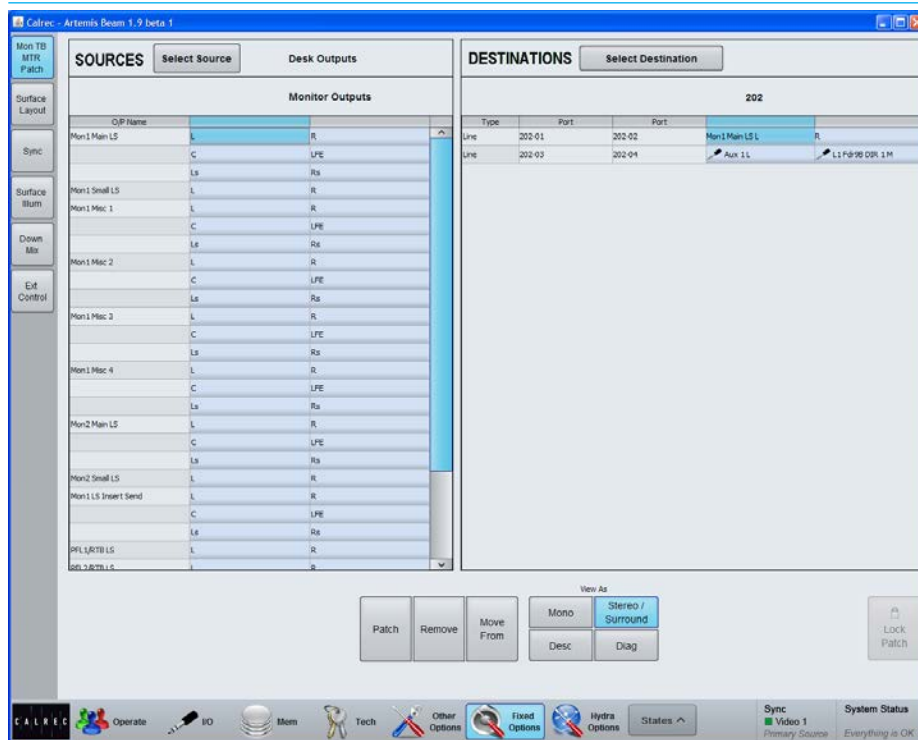 Calrec - Artemis Beam 1.9 beta 1
Mon TB
MTR
Patch
Surface
Layout
Sync
Surface
Illum
Down
Mix
Ext
Control
SOURCES Select Source Desk Outputs
Monitor Outputs
O/P Name
Mon1 Main LS L R
C LFE
Ls Rs
Mon1 Small LS L R
Mon1 Misc 1 L R
C LFE
Ls Rs
Mon1 Misc 2 L R
C LFE
Ls Rs
Mon1 Misc 3 L R
C LFE
Ls Rs
Mon1 Misc 4 L R
C LFE
Ls Rs
Mon2 Main LS L R
C LFE
Ls Rs
Mon2 Small LS L R
Mon1 LS Insert Send L R
C LFE
Ls Rs
PFL1/RTB LS L R
PFL2/RTB LS L R
DESTINATIONS Select Destination
202
Type Port Port
Line 202-01 202-02 Mon1 Main LS L R
Line 202-03 202-04 Aux 1 L L1 Fdr9B DIR 1 M
Patch Remove Move
From
View As
Mono Stereo /
Surround
Desc Diag
Lock
Patch
CALREC Operate I/O Mem Tech Other
Options Fixed
Options Hydra
Options States ^
Sync
Video 1
Primary Source
System Status
Everything is OK